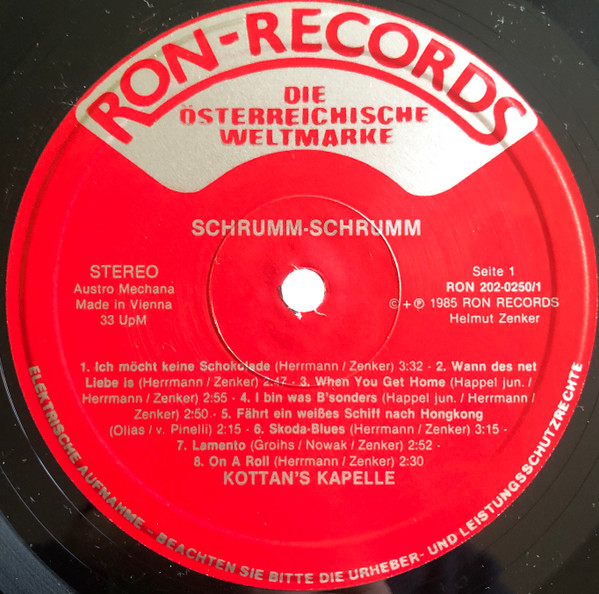 RON-RECORDS
DIE
ÖSTERREICHISCHE
WELTMARKE
SCHRUMM-SCHRUMM
STEREO
Austro Mechana
Made in Vienna
33 UpM
Seite 1
RON 202-0250/1
©+℗ 1985 RON RECORDS
Helmut Zenker
1. Ich möcht keine Schokolade (Herrmann / Zenker) 3:32 · 2. Wann des net
Liebe is (Herrmann / Zenker) 2:47 · 3. When You Get Home (Happel jun. /
Herrmann / Zenker) 2:55 · 4. I bin was B'sonders (Happel jun. / Herrmann /
Zenker) 2:50 · 5. Fährt ein weißes Schiff nach Hongkong
(Olias / v. Pinelli) 2:15 · 6. Skoda-Blues (Herrmann / Zenker) 3:15 ·
7. Lamento (Groihs / Nowak / Zenker) 2:52 ·
8. On A Roll (Herrmann / Zenker) 2:30
KOTTAN'S KAPELLE
ELEKTRISCHE AUFNAHME – BEACHTEN SIE BITTE DIE URHEBER- UND LEISTUNGSSCHUTZRECHTE